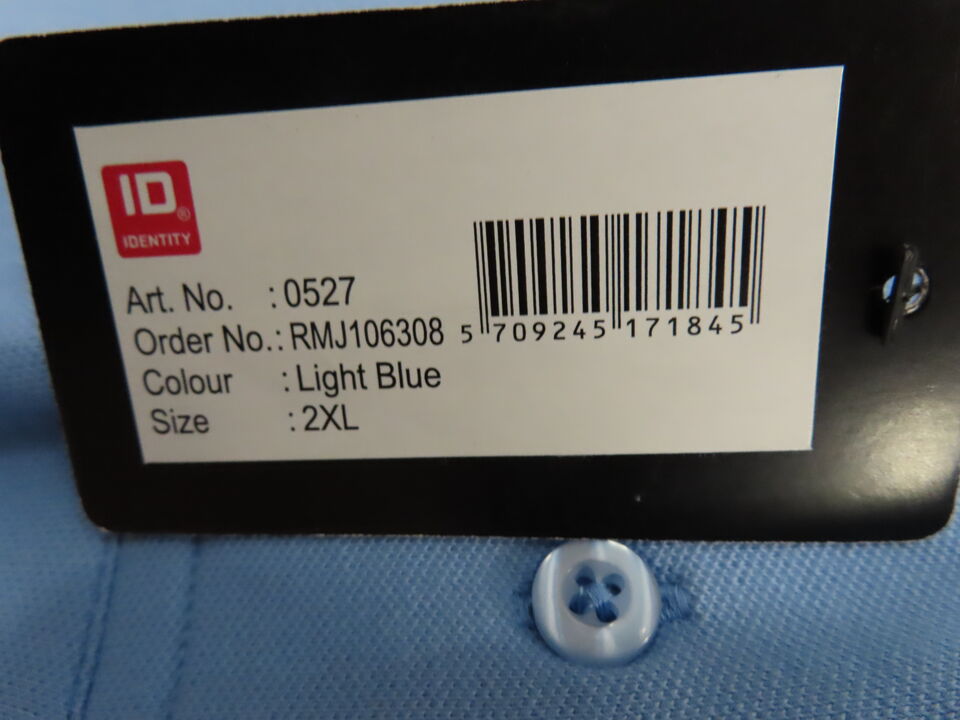 ID®
IDENTITY
Art. No. : 0527
Order No.: RMJ106308
Colour : Light Blue
Size : 2XL
5 709245 171845